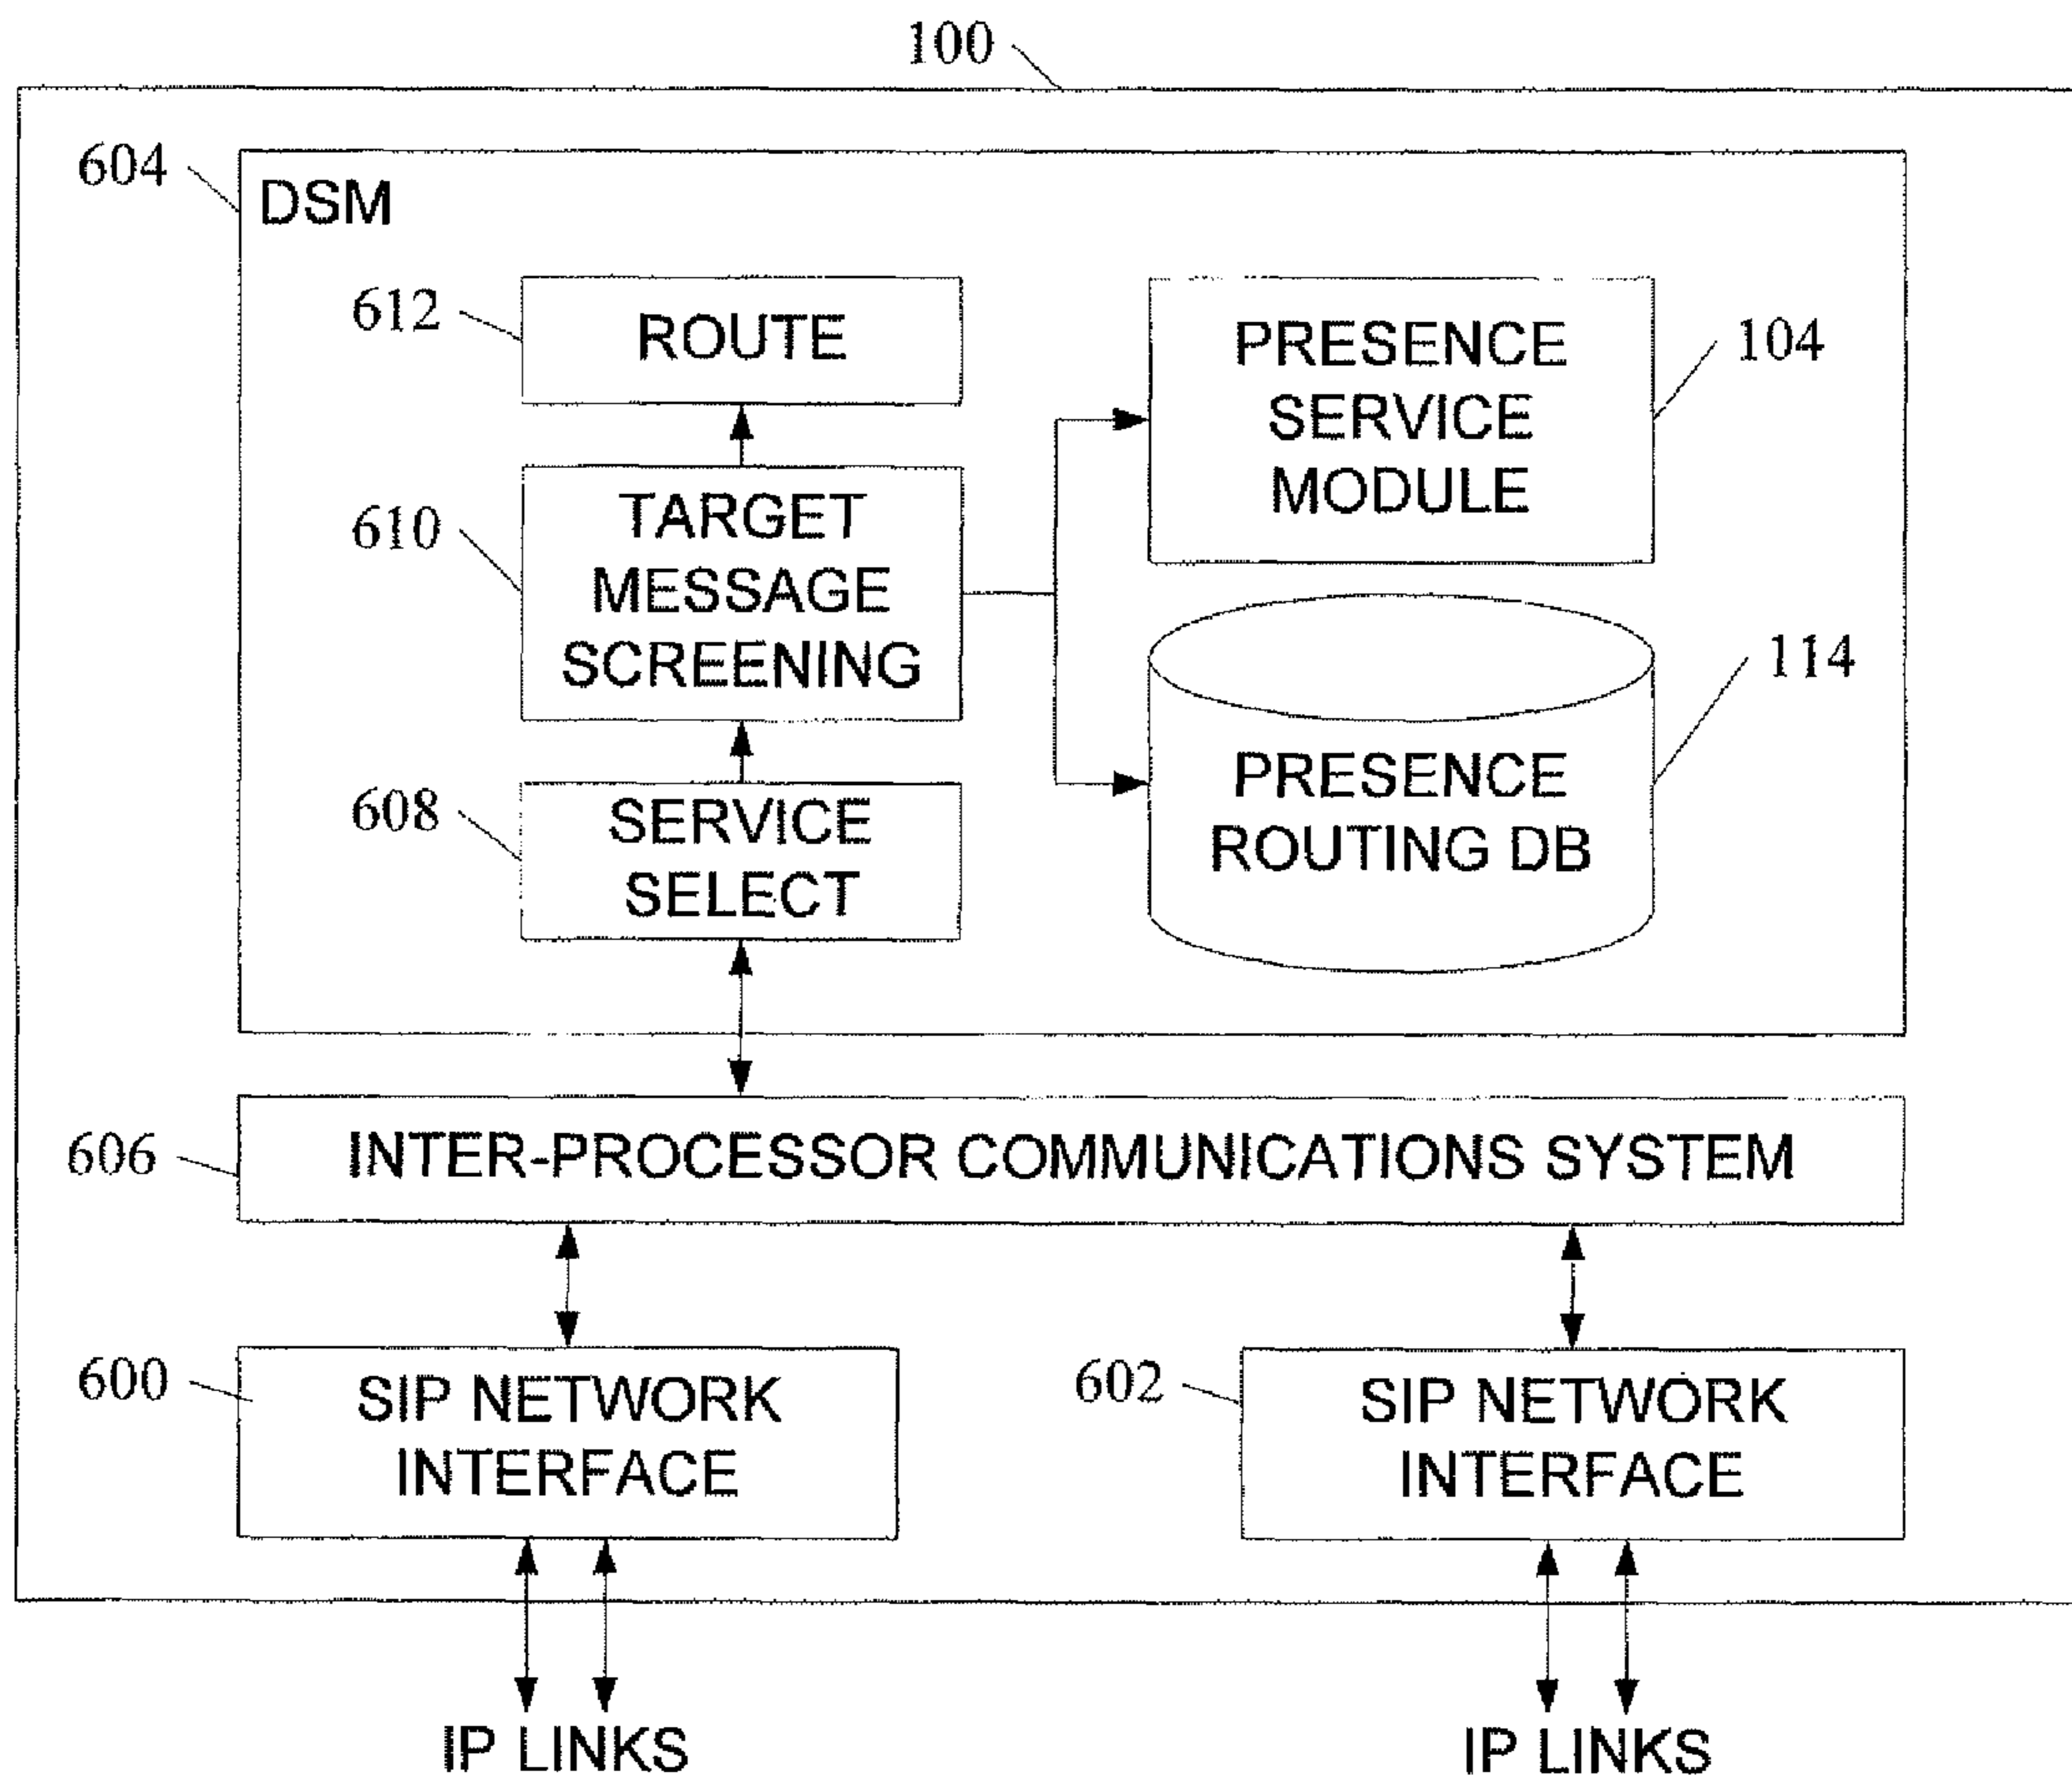 100
604
DSM
612
ROUTE
PRESENCE
SERVICE
MODULE
104
610
TARGET
MESSAGE
SCREENING
114
608
SERVICE
SELECT
PRESENCE
ROUTING DB
606
INTER-PROCESSOR COMMUNICATIONS SYSTEM
600
SIP NETWORK
INTERFACE
602
SIP NETWORK
INTERFACE
IP LINKS
IP LINKS